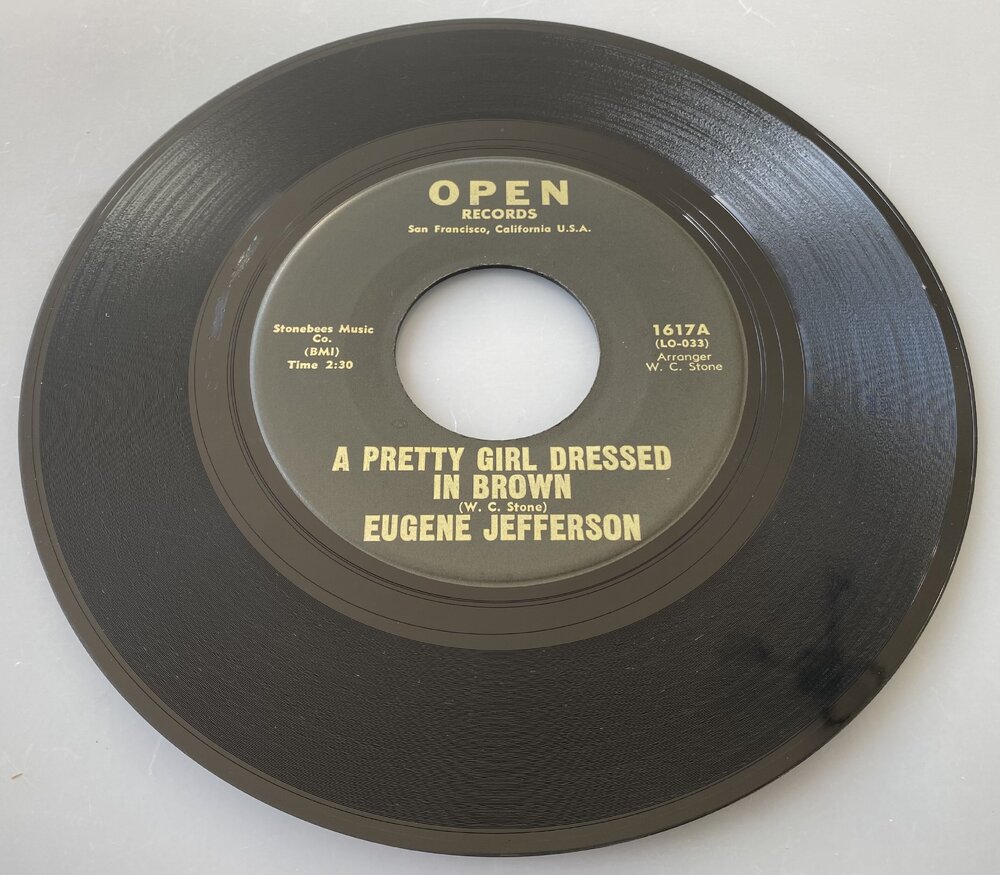 OPEN
RECORDS
San Francisco, California U.S.A.
Stonebees Music
Co.
(BMI)
Time 2:30
1617A
(LO-033)
Arranger
W. C. Stone
A PRETTY GIRL DRESSED
IN BROWN
(W. C. Stone)
EUGENE JEFFERSON